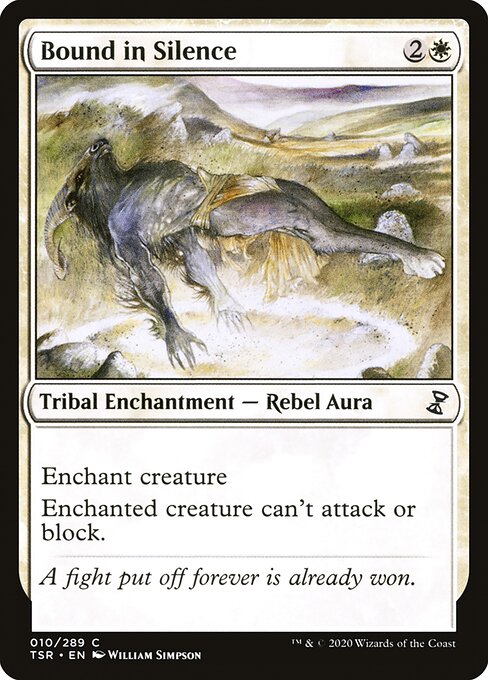 Bound in Silence 2
Tribal Enchantment — Rebel Aura
Enchant creature
Enchanted creature can't attack or
block.
A fight put off forever is already won.
010/289 C
TSR • EN William Simpson
™ & © 2020 Wizards of the Coast